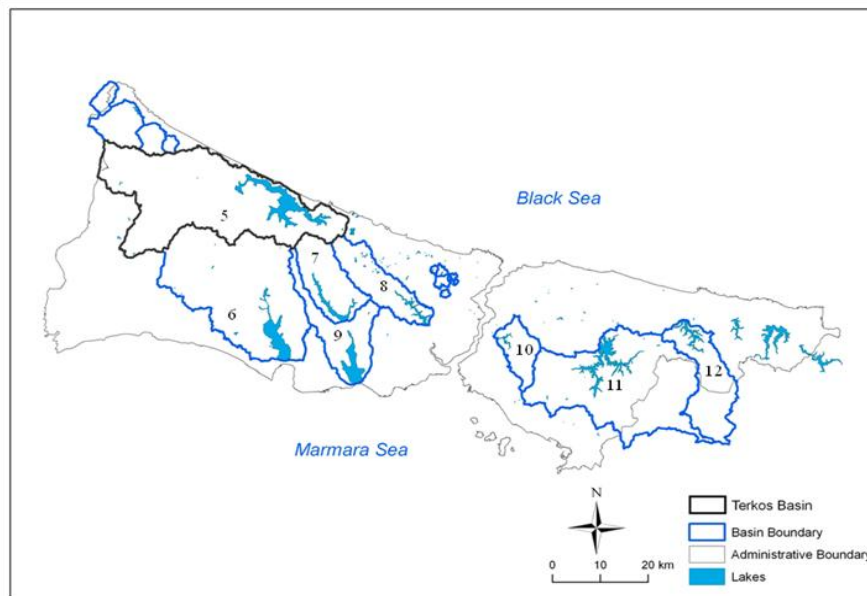 Black Sea
5
7
8
6
9
10
11
12
Marmara Sea
N
0 10 20 km
Terkos Basin
Basin Boundary
Administrative Boundary
Lakes